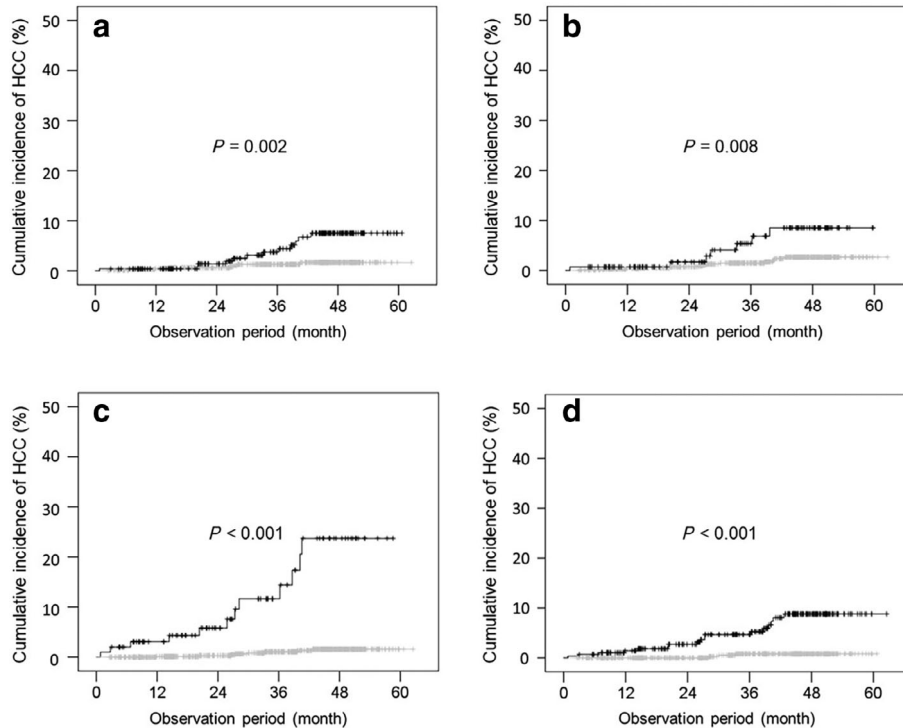 a
Cumulative incidence of HCC (%)
50
40
30
20
10
0
P = 0.002
0 12 24 36 48 60
Observation period (month)
b
Cumulative incidence of HCC (%)
50
40
30
20
10
0
P = 0.008
0 12 24 36 48 60
Observation period (month)
c
Cumulative incidence of HCC (%)
50
40
30
20
10
0
P < 0.001
0 12 24 36 48 60
Observation period (month)
d
Cumulative incidence of HCC (%)
50
40
30
20
10
0
P < 0.001
0 12 24 36 48 60
Observation period (month)